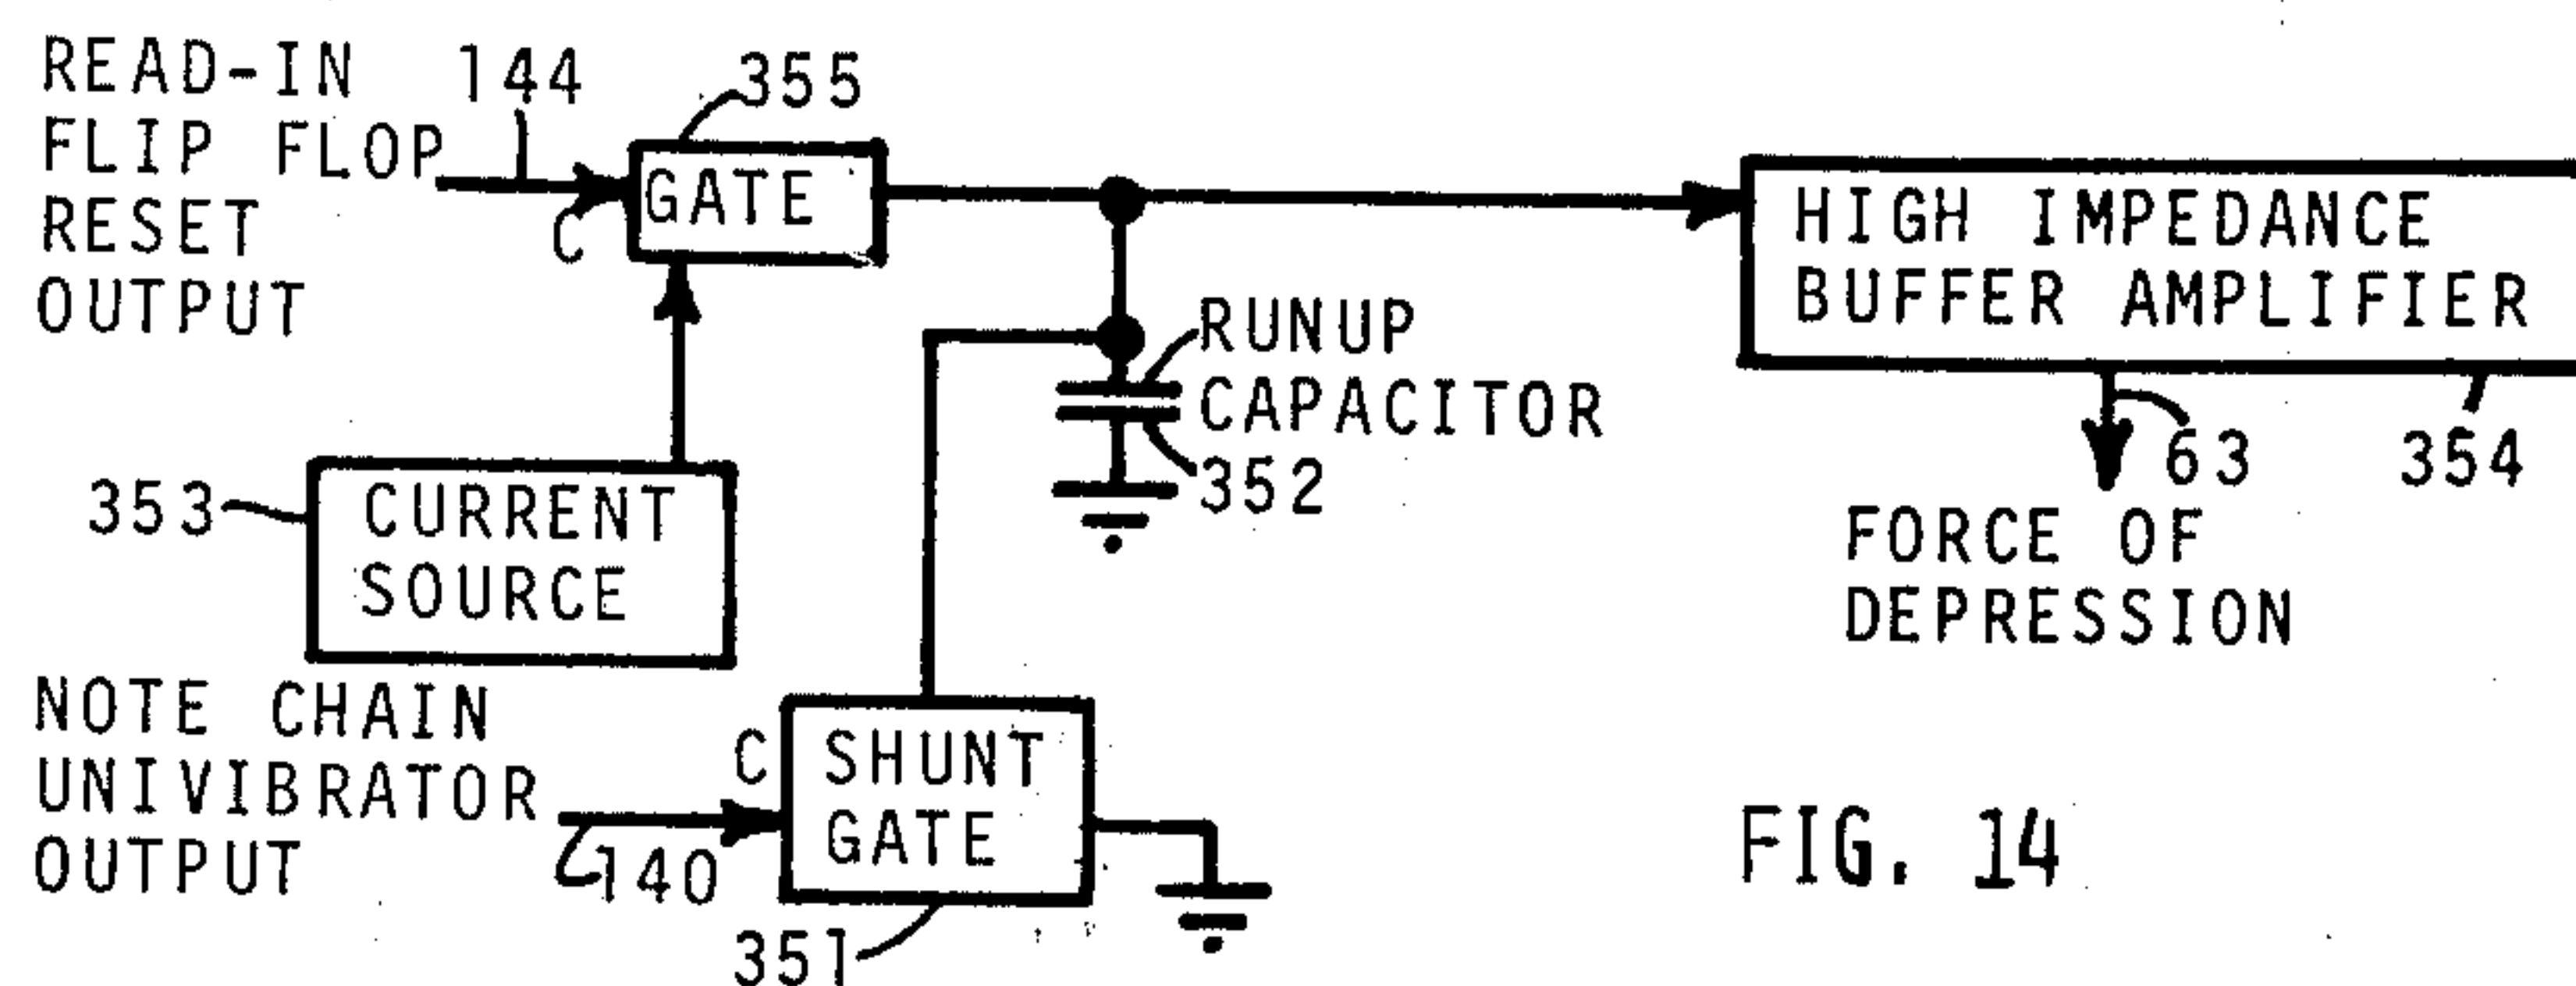 READ-IN
FLIP FLOP
RESET
OUTPUT
144
C
355
GATE
HIGH IMPEDANCE
BUFFER AMPLIFIER
RUNUP
CAPACITOR
352
63
354
FORCE OF
DEPRESSION
353
CURRENT
SOURCE
NOTE CHAIN
UNIVIBRATOR
OUTPUT
140
C
SHUNT
GATE
351
FIG. 14